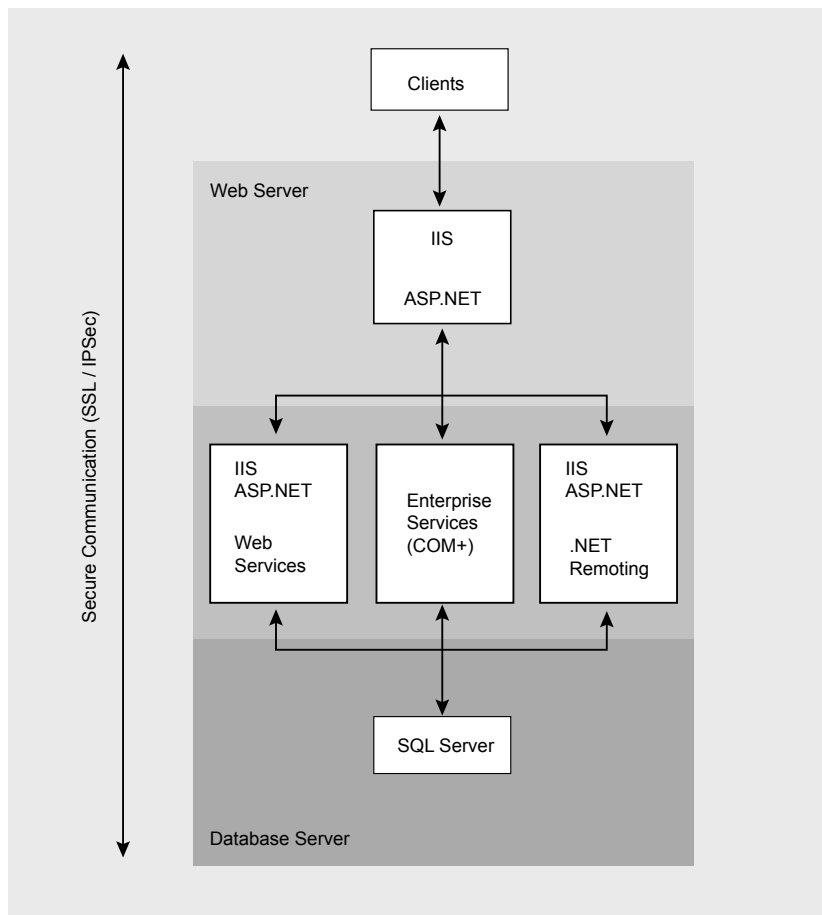 Clients
Web Server
IIS
ASP.NET
Secure Communication (SSL / IPSec)
IIS
ASP.NET
Web
Services
Enterprise
Services
(COM+)
IIS
ASP.NET
.NET
Remoting
SQL Server
Database Server